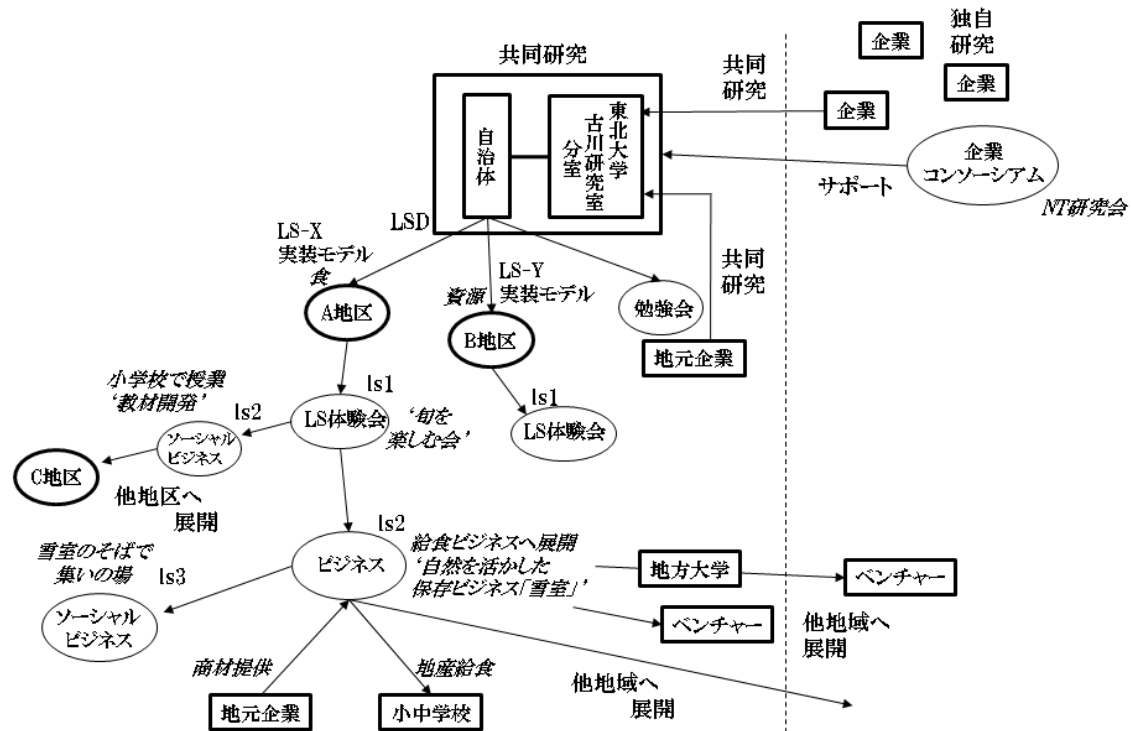 共同研究
自治体
東北大学
古川研究室
分室
LSD
共同
研究
企業
独自
研究
企業
企業
企業
コンソーシアム
サポート
NT研究会
LS-X
実装モデル
食
A地区
資源
LS-Y
実装モデル
B地区
勉強会
共同
研究
地元企業
小学校で授業
‘教材開発’
ls2
ls1
LS体験会
‘旬を
楽しむ会’
ls1
LS体験会
ソーシャル
ビジネス
C地区
他地区へ
展開
ls2
ビジネス
給食ビジネスへ展開
‘自然を活かした
保存ビジネス「雪室」’
雪室のそばで
集いの場
ls3
ソーシャル
ビジネス
地方大学
ベンチャー
ベンチャー
他地域へ
展開
商材提供
地産給食
他地域へ
展開
地元企業
小中学校